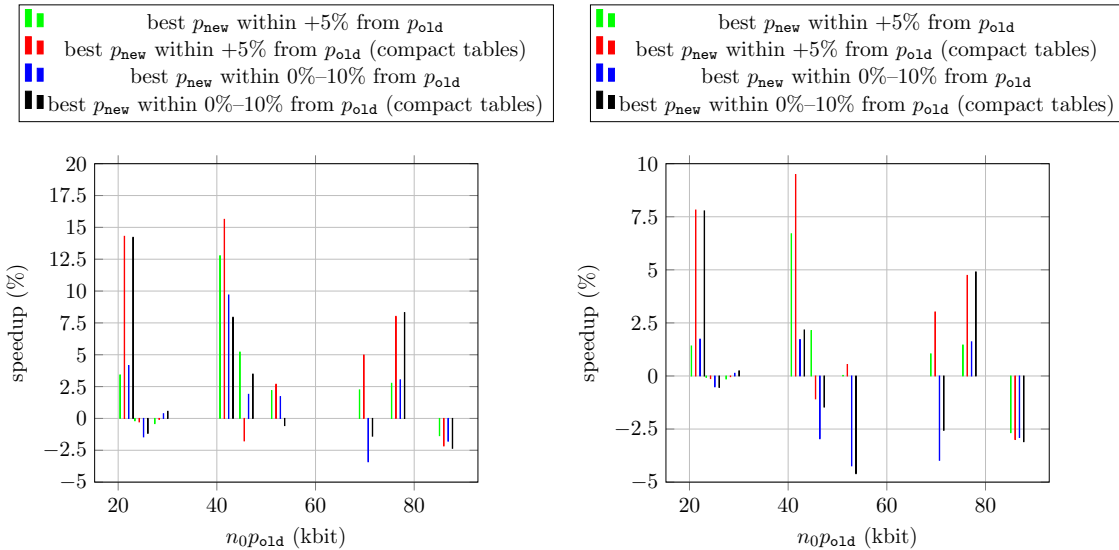 best p_new within +5% from p_old
best p_new within +5% from p_old (compact tables)
best p_new within 0%–10% from p_old
best p_new within 0%–10% from p_old (compact tables)
20
17.5
15
12.5
10
7.5
5
2.5
0
−2.5
−5
20 40 60 80
speedup (%)
n_0 p_old (kbit)
best p_new within +5% from p_old
best p_new within +5% from p_old (compact tables)
best p_new within 0%–10% from p_old
best p_new within 0%–10% from p_old (compact tables)
10
7.5
5
2.5
0
−2.5
−5
20 40 60 80
speedup (%)
n_0 p_old (kbit)